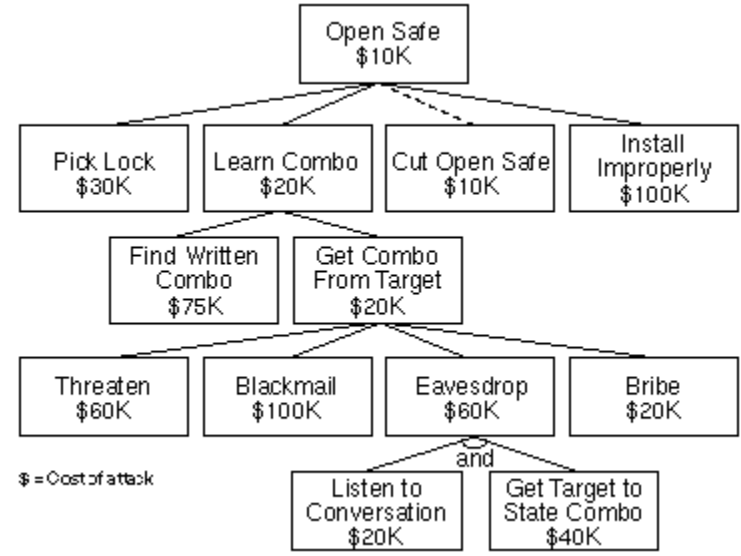 Open Safe
$10K
Pick Lock
$30K
Learn Combo
$20K
Cut Open Safe
$10K
Install
Improperly
$100K
Find Written
Combo
$75K
Get Combo
From Target
$20K
Threaten
$60K
Blackmail
$100K
Eavesdrop
$60K
Bribe
$20K
and
$ = Cost of attack
Listen to
Conversation
$20K
Get Target to
State Combo
$40K